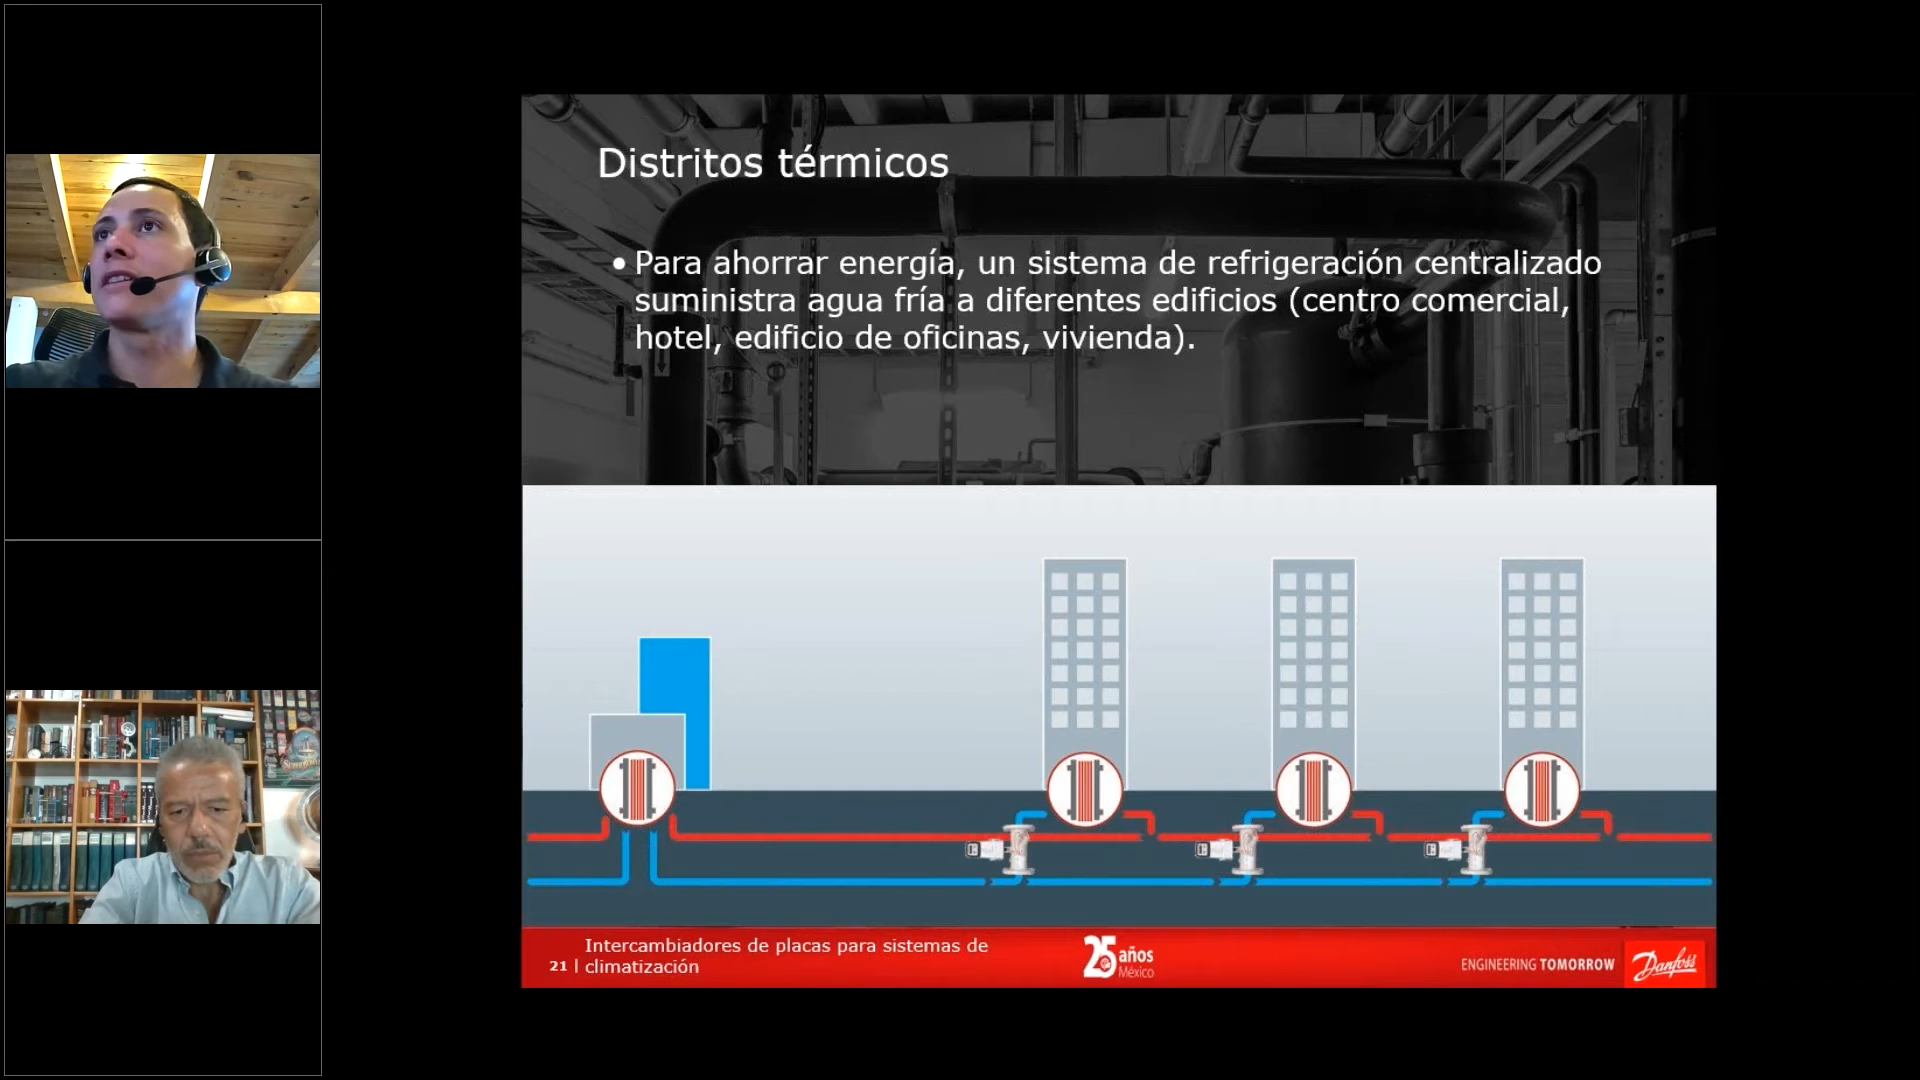 Distritos térmicos
• Para ahorrar energía, un sistema de refrigeración centralizado
suministra agua fría a diferentes edificios (centro comercial,
hotel, edificio de oficinas, vivienda).
Intercambiadores de placas para sistemas de
21 | climatización
25 años
México
ENGINEERING TOMORROW
Danfoss